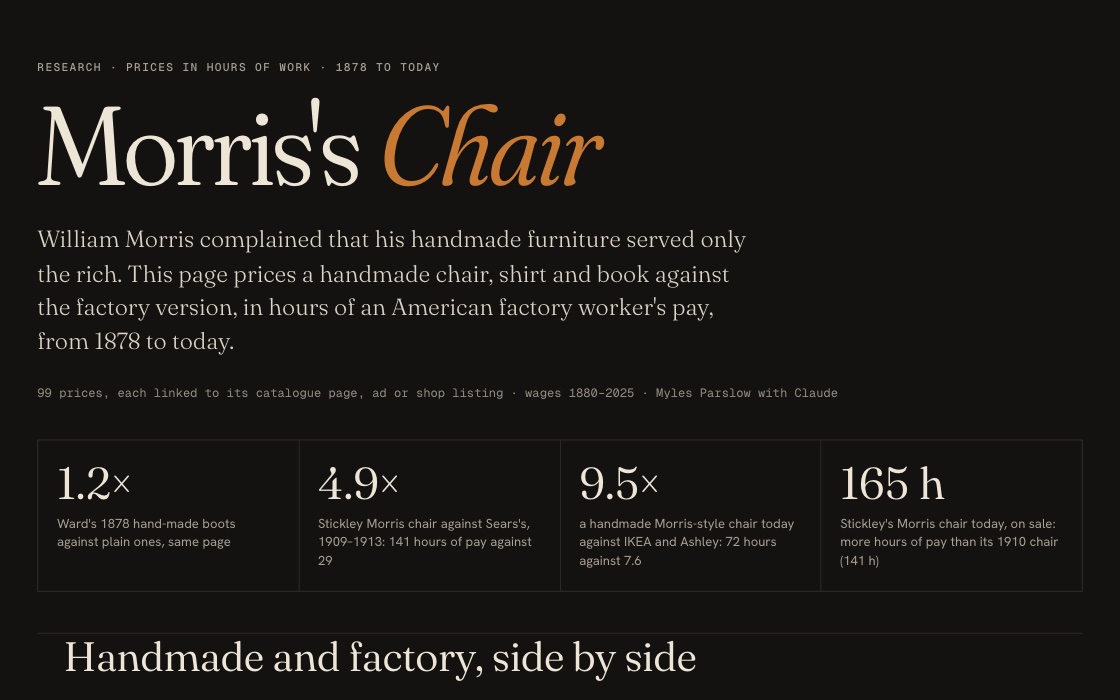 RESEARCH · PRICES IN HOURS OF WORK · 1878 TO TODAY
Morris's Chair
William Morris complained that his handmade furniture served only
the rich. This page prices a handmade chair, shirt and book against
the factory version, in hours of an American factory worker's pay,
from 1878 to today.
99 prices, each linked to its catalogue page, ad or shop listing · wages 1880–2025 · Myles Parslow with Claude
1.2×
Ward's 1878 hand-made boots
against plain ones, same page
4.9×
Stickley Morris chair against Sears's,
1909–1913: 141 hours of pay against
29
9.5×
a handmade Morris-style chair today
against IKEA and Ashley: 72 hours
against 7.6
165 h
Stickley's Morris chair today, on sale:
more hours of pay than its 1910 chair
(141 h)
Handmade and factory, side by side